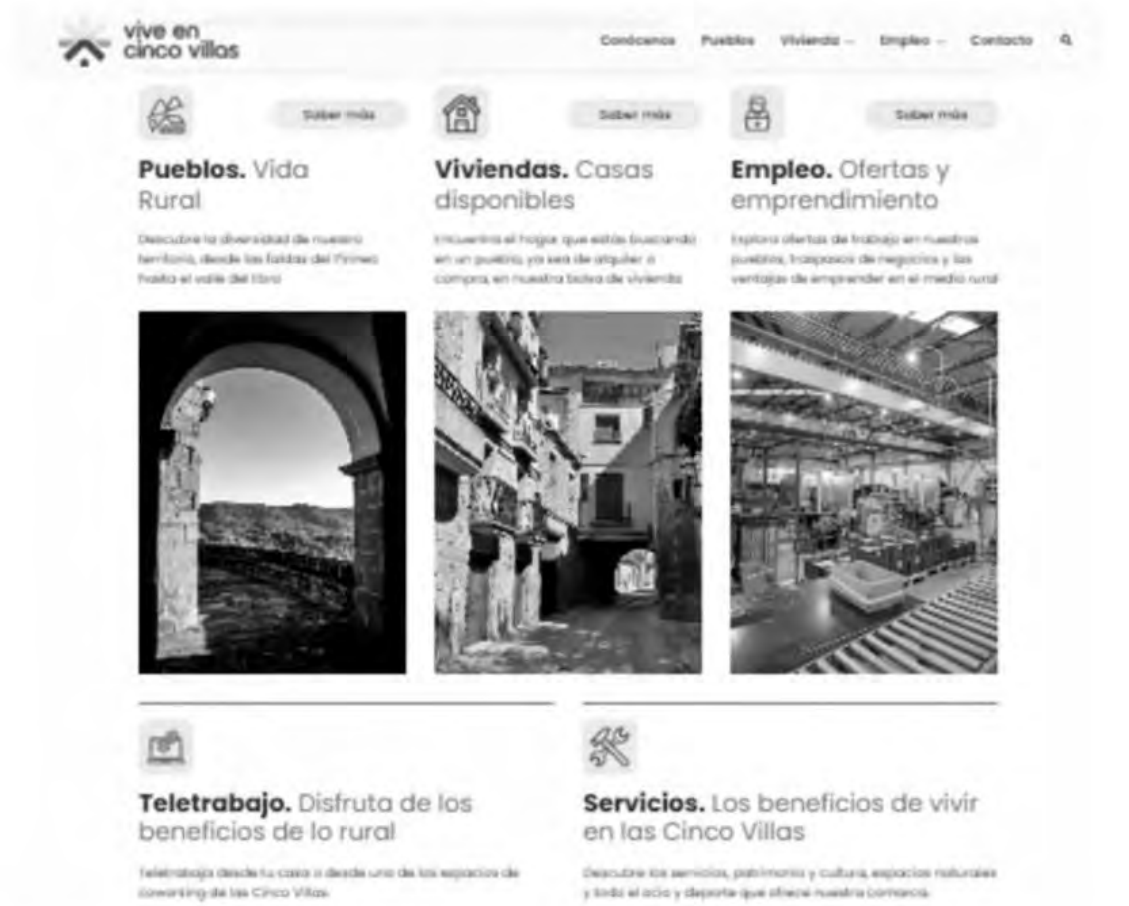 vive en
cinco villas
Conócenos Pueblos Vivienda Empleo Contacto
Saber más
Pueblos. Vida
Rural
Descubre la diversidad de nuestro
territorio, desde las faldas del Pirineo
hasta el valle del Ebro
Saber más
Viviendas. Casas
disponibles
Encuentra el hogar que estás buscando
en un pueblo, ya sea de alquiler o
compra, en nuestra bolsa de vivienda
Saber más
Empleo. Ofertas y
emprendimiento
Explora ofertas de trabajo en nuestros
pueblos, traspasos de negocios y las
ventajas de emprender en el medio rural
Teletrabajo. Disfruta de los
beneficios de lo rural
Teletrabaja desde tu casa o desde uno de los espacios de
coworking de las Cinco Villas.
Servicios. Los beneficios de vivir
en las Cinco Villas
Descubre los servicios, patrimonio y cultura, espacios naturales
y todo el ocio y deporte que ofrece nuestra comarca.